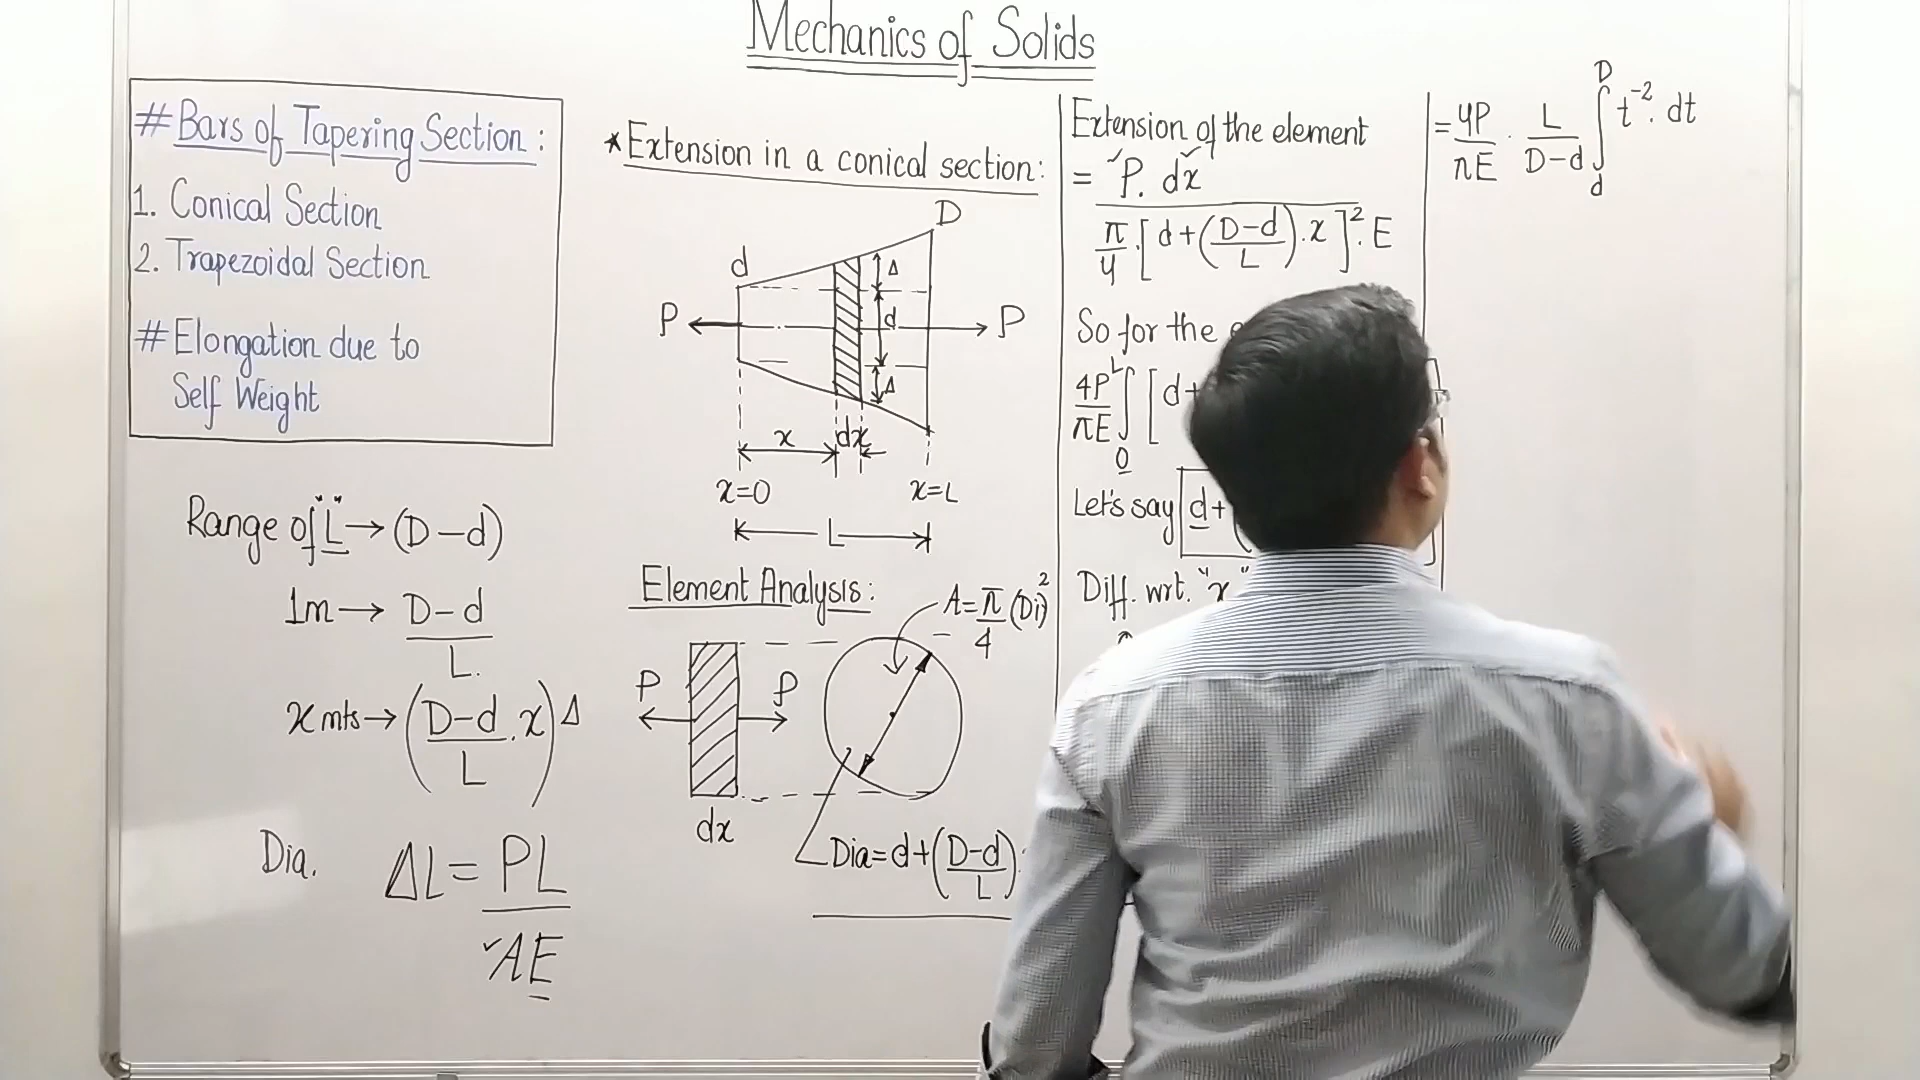 Mechanics of Solids
# Bars of Tapering Section :
1. Conical Section
2. Trapezoidal Section
# Elongation due to
Self Weight
Range of "L" → (D-d)
1m → D-d
L.
x mts → (D-d/L . x) Δ
Dia.
ΔL = PL
AE
* Extension in a conical section:
D
d
Δ
P
d
P
Δ
x
dx
x=0
x=L
L
Element Analysis :
A = π/4 (Di)²
P
P
dx
Dia = d + (D-d/L)
Extension of the element
= P. dx
π/4 . [d + (D-d/L) . x]² . E
So for the
4P/πE ∫₀ᴸ [d+
Let's say d+
Diff. wrt. "x"
= 4P/πE . L/D-d ∫ t⁻² . dt
D
d